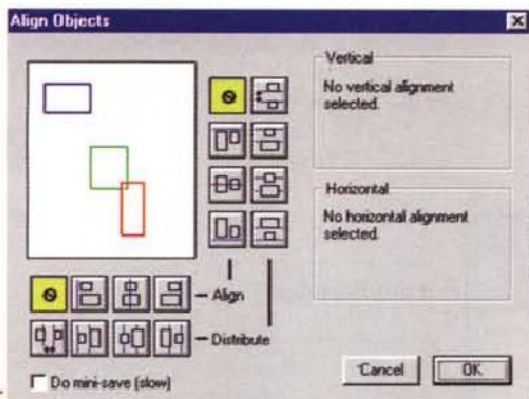 Align Objects
Vertical
No vertical alignment
selected.
Horizontal
No horizontal alignment
selected.
Align
Distribute
Do mini-save (slow)
Cancel
OK